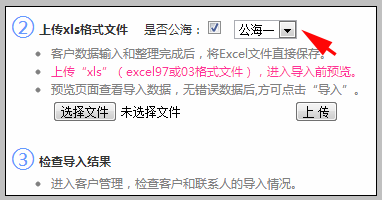 ② 上传xls格式文件 是否公海： 公海一
客户数据输入和整理完成后，将Excel文件直接保存。
上传“xls”（excel97或03格式文件），进入导入前预览。
预览页面查看导入数据，无错误数据后,方可点击“导入”。
选择文件 未选择文件 上 传
③ 检查导入结果
进入客户管理，检查客户和联系人的导入情况。